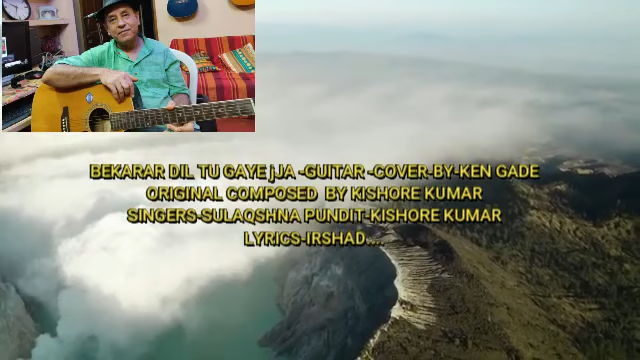 BEKARAR DIL TU GAYE jJA -GUITAR -COVER-BY-KEN GADE
ORIGINAL COMPOSED BY KISHORE KUMAR
SINGERS-SULAQSHNA PUNDIT-KISHORE KUMAR
LYRICS-IRSHAD....